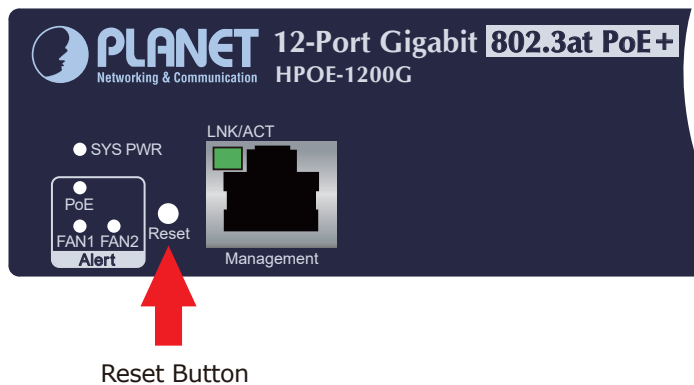 PLANET
Networking & Communication
12-Port Gigabit 802.3at PoE+
HPOE-1200G
LNK/ACT
SYS PWR
PoE
FAN1 FAN2
Alert
Reset
Management
Reset Button